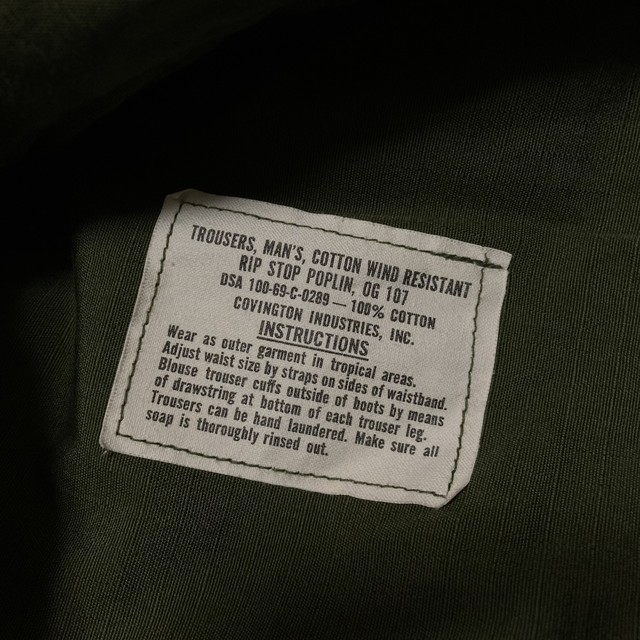 TROUSERS, MAN'S, COTTON WIND RESISTANT
RIP STOP POPLIN, OG 107
DSA 100-69-C-0289 — 100% COTTON
COVINGTON INDUSTRIES, INC.
INSTRUCTIONS
Wear as outer garment in tropical areas.
Adjust waist size by straps on sides of waistband.
Blouse trouser cuffs outside of boots by means
of drawstring at bottom of each trouser leg.
Trousers can be hand laundered. Make sure all
soap is thoroughly rinsed out.